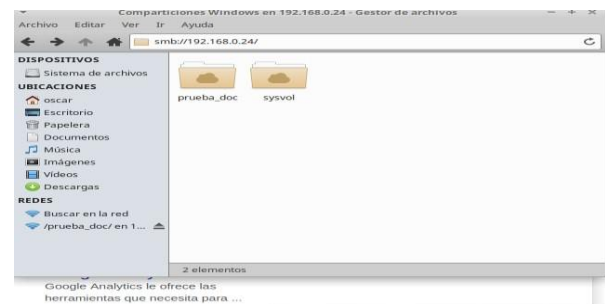 Comparticiones Windows en 192.168.0.24 - Gestor de archivos
Archivo Editar Ver Ir Ayuda
smb://192.168.0.24/
DISPOSITIVOS
Sistema de archivos
UBICACIONES
oscar
Escritorio
Papelera
Documentos
Música
Imágenes
Vídeos
Descargas
REDES
Buscar en la red
/prueba_doc/ en 1...
prueba_doc sysvol
2 elementos
Google Analytics le ofrece las
herramientas que necesita para ...